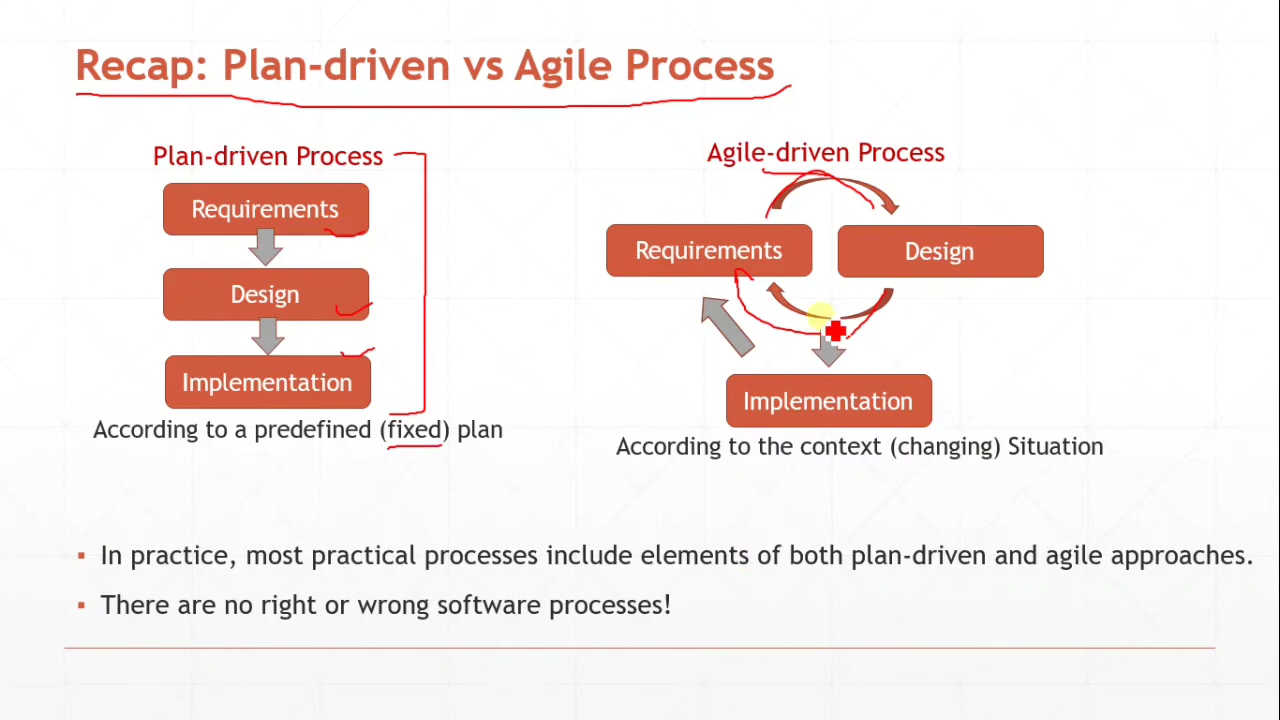 Recap: Plan-driven vs Agile Process
Plan-driven Process
Requirements
Design
Implementation
According to a predefined (fixed) plan
Agile-driven Process
Requirements
Design
Implementation
According to the context (changing) Situation
▪ In practice, most practical processes include elements of both plan-driven and agile approaches.
▪ There are no right or wrong software processes!